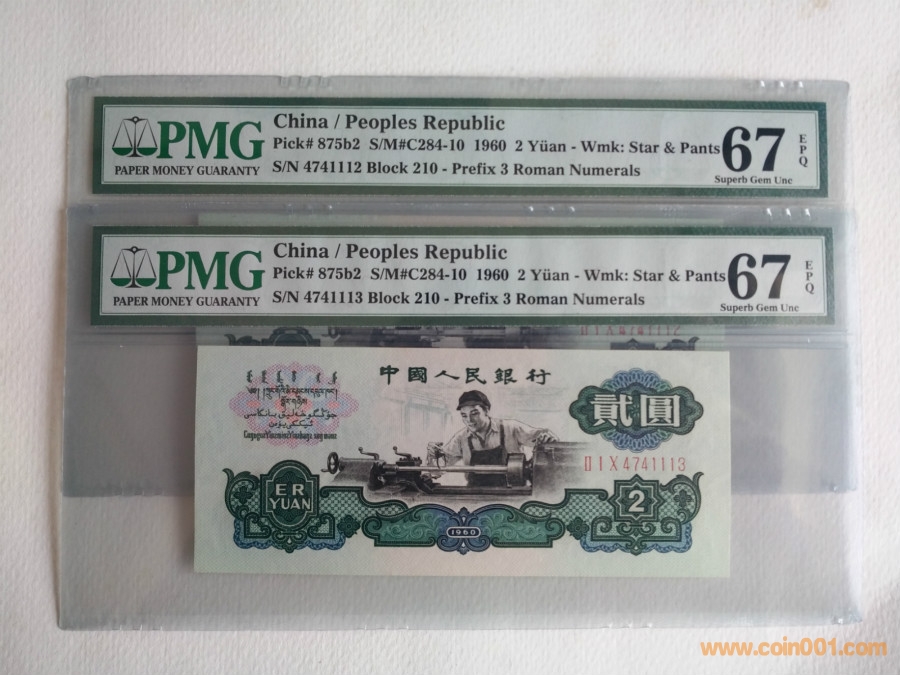 PMG
PAPER MONEY GUARANTY
China / Peoples Republic
Pick# 875b2 S/M#C284-10 1960 2 Yüan - Wmk: Star & Pants
S/N 4741112 Block 210 - Prefix 3 Roman Numerals
67
EPQ
Superb Gem Unc
PMG
PAPER MONEY GUARANTY
China / Peoples Republic
Pick# 875b2 S/M#C284-10 1960 2 Yüan - Wmk: Star & Pants
S/N 4741113 Block 210 - Prefix 3 Roman Numerals
67
EPQ
Superb Gem Unc
中國人民銀行
貳圓
II I X 4741113
ER
YUAN
1960
2
www.coin001.com